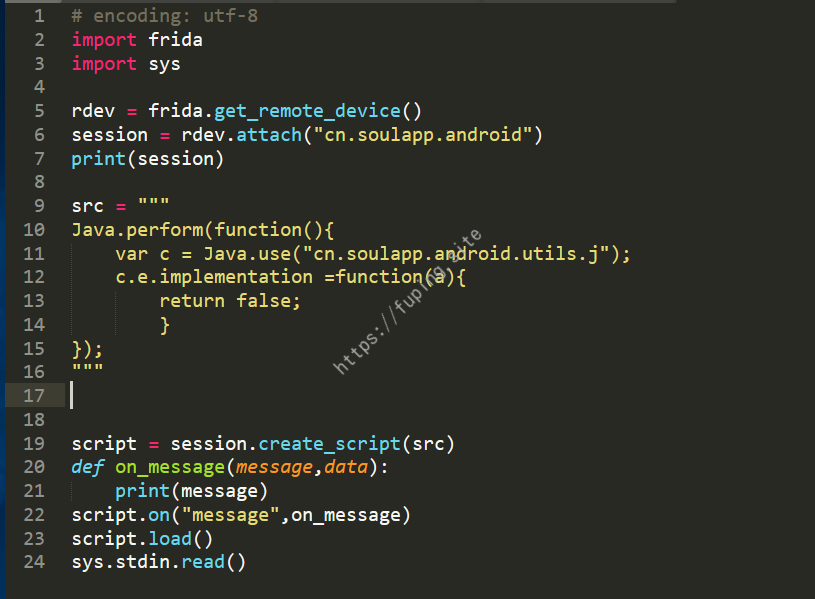 1 # encoding: utf-8
2 import frida
3 import sys
4
5 rdev = frida.get_remote_device()
6 session = rdev.attach("cn.soulapp.android")
7 print(session)
8
9 src = """
10 Java.perform(function(){
11     var c = Java.use("cn.soulapp.android.utils.j");
12     c.e.implementation =function(a){
13         return false;
14         }
15 });
16 """
17
18
19 script = session.create_script(src)
20 def on_message(message,data):
21     print(message)
22 script.on("message",on_message)
23 script.load()
24 sys.stdin.read()
https://fuping.site